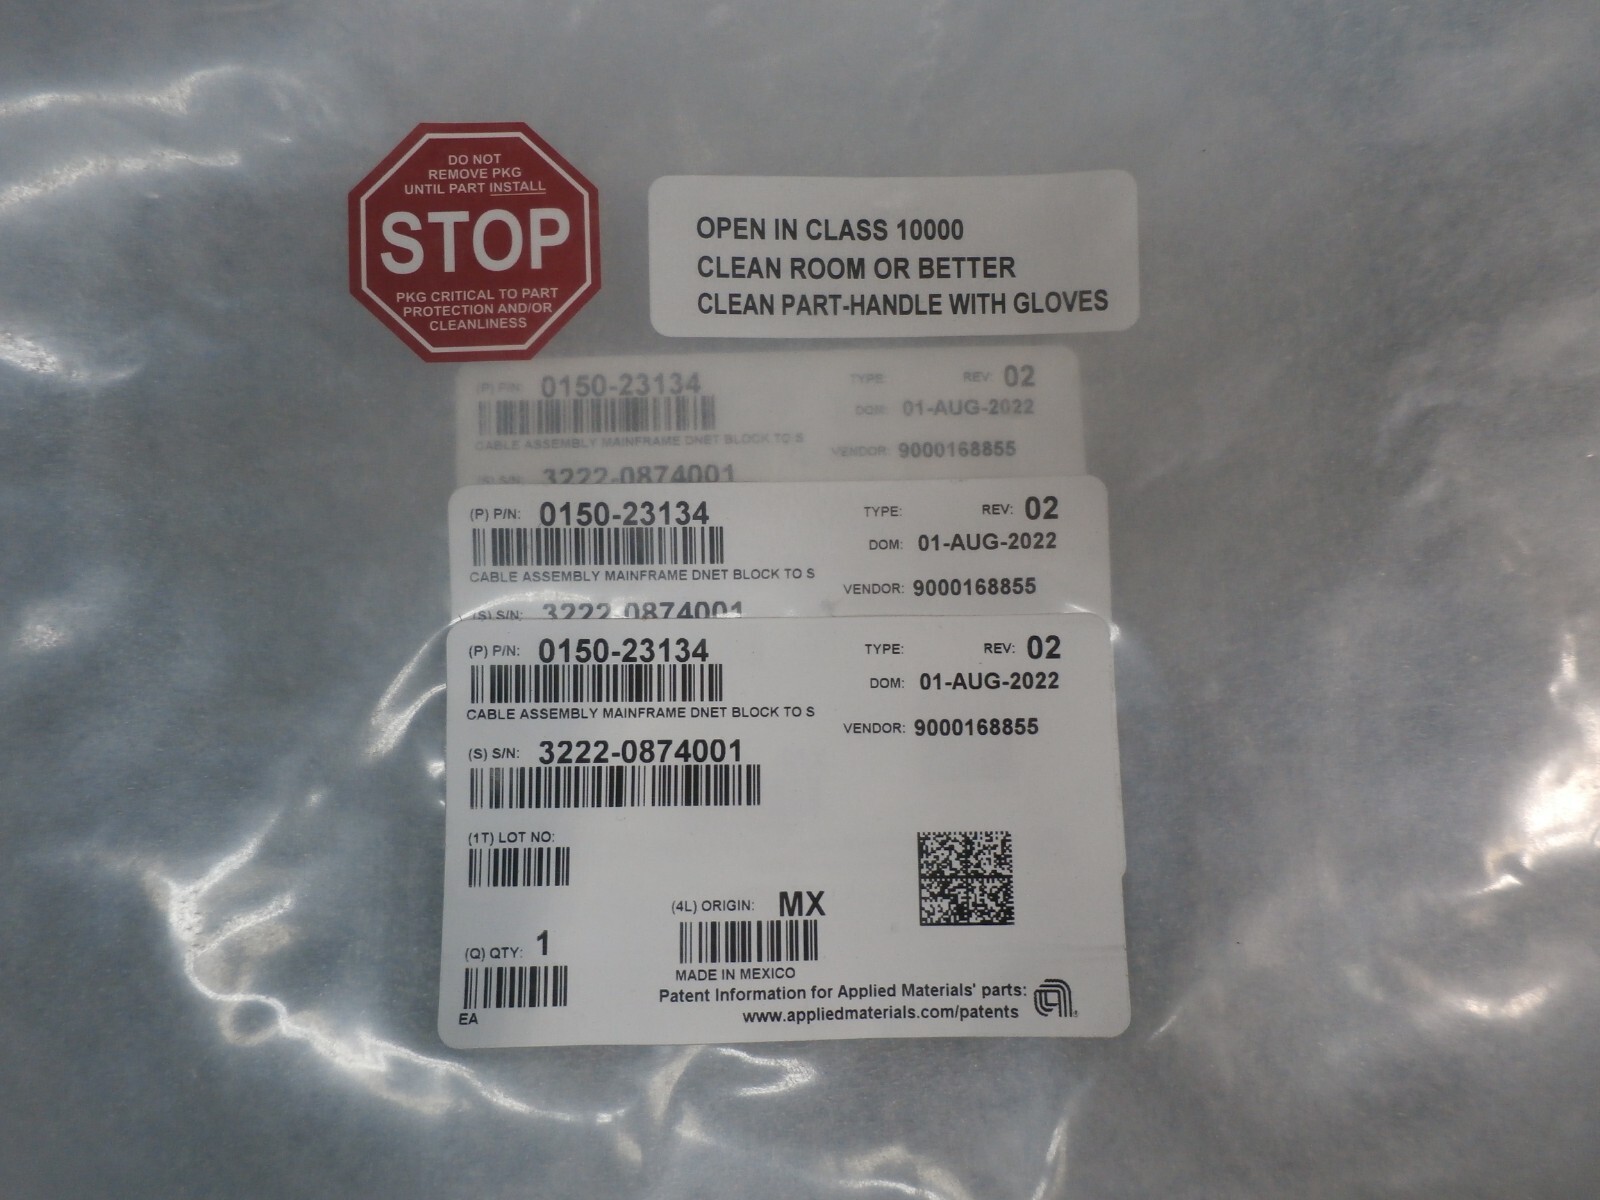 DO NOT
REMOVE PKG
UNTIL PART INSTALL
STOP
PKG CRITICAL TO PART
PROTECTION AND/OR
CLEANLINESS
OPEN IN CLASS 10000
CLEAN ROOM OR BETTER
CLEAN PART-HANDLE WITH GLOVES
(P) P/N: 0150-23134 TYPE: REV: 02
DOM: 01-AUG-2022
CABLE ASSEMBLY MAINFRAME DNET BLOCK TO S
VENDOR: 9000168855
(S) S/N: 3222-0874001
(P) P/N: 0150-23134 TYPE: REV: 02
DOM: 01-AUG-2022
CABLE ASSEMBLY MAINFRAME DNET BLOCK TO S
VENDOR: 9000168855
(S) S/N: 3222-0874001
(P) P/N: 0150-23134 TYPE: REV: 02
DOM: 01-AUG-2022
CABLE ASSEMBLY MAINFRAME DNET BLOCK TO S
VENDOR: 9000168855
(S) S/N: 3222-0874001
(1T) LOT NO:
(4L) ORIGIN: MX
(Q) QTY: 1
MADE IN MEXICO
EA
Patent Information for Applied Materials' parts:
www.appliedmaterials.com/patents